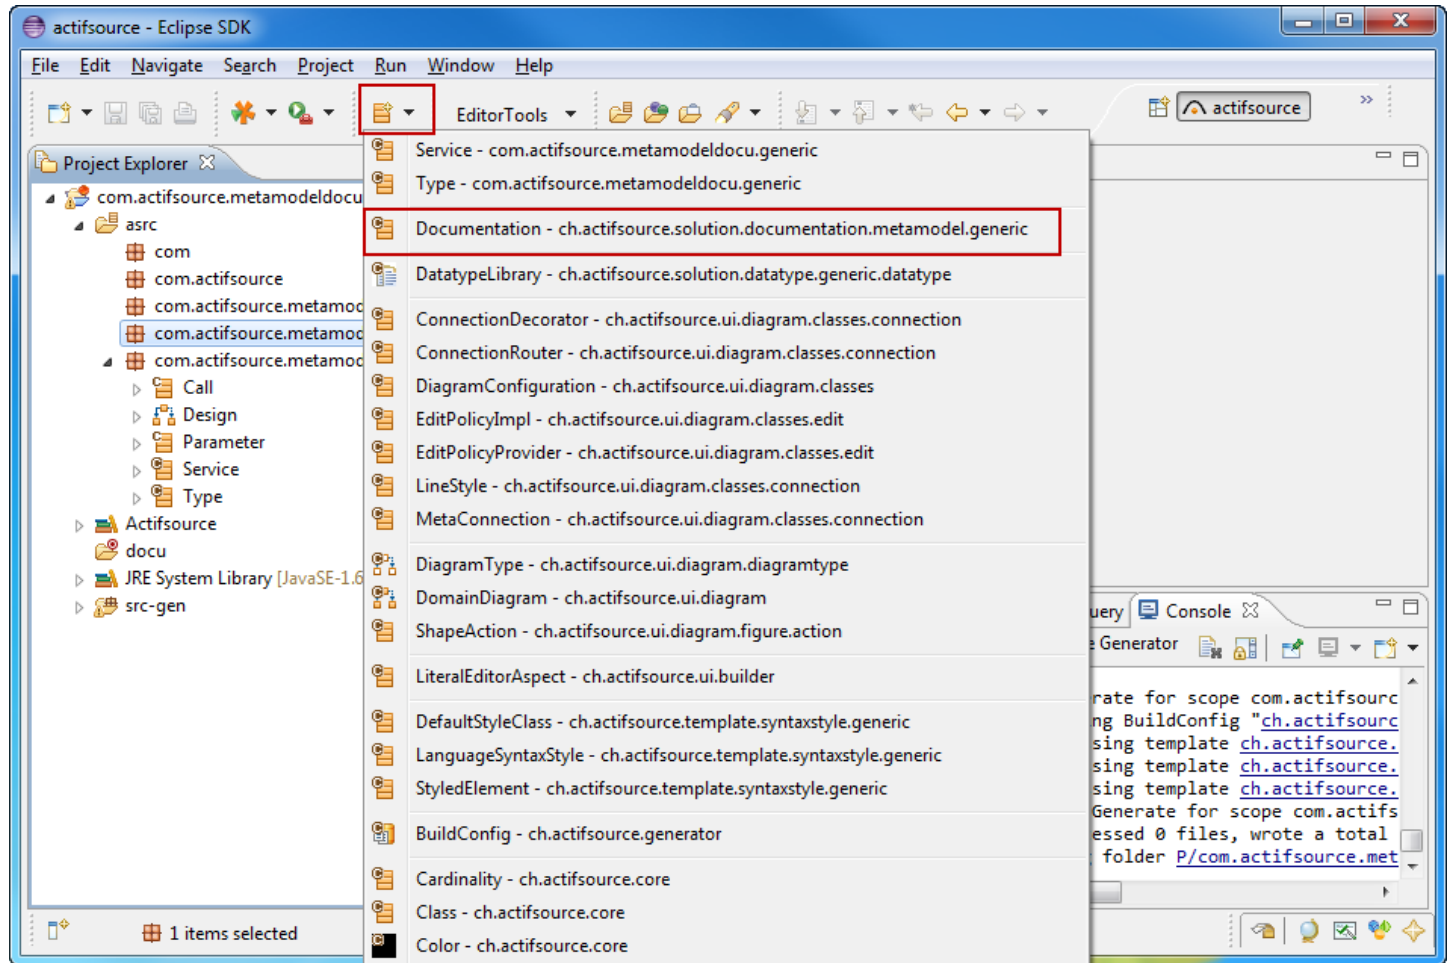 actifsource - Eclipse SDK
File Edit Navigate Search Project Run Window Help
EditorTools
actifsource
Project Explorer
com.actifsource.metamodeldocu
asrc
com
com.actifsource
com.actifsource.metamod
com.actifsource.metamod
com.actifsource.metamod
Call
Design
Parameter
Service
Type
Actifsource
docu
JRE System Library [JavaSE-1.6
src-gen
Service - com.actifsource.metamodeldocu.generic
Type - com.actifsource.metamodeldocu.generic
Documentation - ch.actifsource.solution.documentation.metamodel.generic
DatatypeLibrary - ch.actifsource.solution.datatype.generic.datatype
ConnectionDecorator - ch.actifsource.ui.diagram.classes.connection
ConnectionRouter - ch.actifsource.ui.diagram.classes.connection
DiagramConfiguration - ch.actifsource.ui.diagram.classes
EditPolicyImpl - ch.actifsource.ui.diagram.classes.edit
EditPolicyProvider - ch.actifsource.ui.diagram.classes.edit
LineStyle - ch.actifsource.ui.diagram.classes.connection
MetaConnection - ch.actifsource.ui.diagram.classes.connection
DiagramType - ch.actifsource.ui.diagram.diagramtype
DomainDiagram - ch.actifsource.ui.diagram
ShapeAction - ch.actifsource.ui.diagram.figure.action
LiteralEditorAspect - ch.actifsource.ui.builder
DefaultStyleClass - ch.actifsource.template.syntaxstyle.generic
LanguageSyntaxStyle - ch.actifsource.template.syntaxstyle.generic
StyledElement - ch.actifsource.template.syntaxstyle.generic
BuildConfig - ch.actifsource.generator
Cardinality - ch.actifsource.core
Class - ch.actifsource.core
Color - ch.actifsource.core
uery Console
e Generator
rate for scope com.actifsourc
ng BuildConfig "ch.actifsourc
sing template ch.actifsource.
sing template ch.actifsource.
sing template ch.actifsource.
Generate for scope com.actifs
essed 0 files, wrote a total
folder P/com.actifsource.met
1 items selected